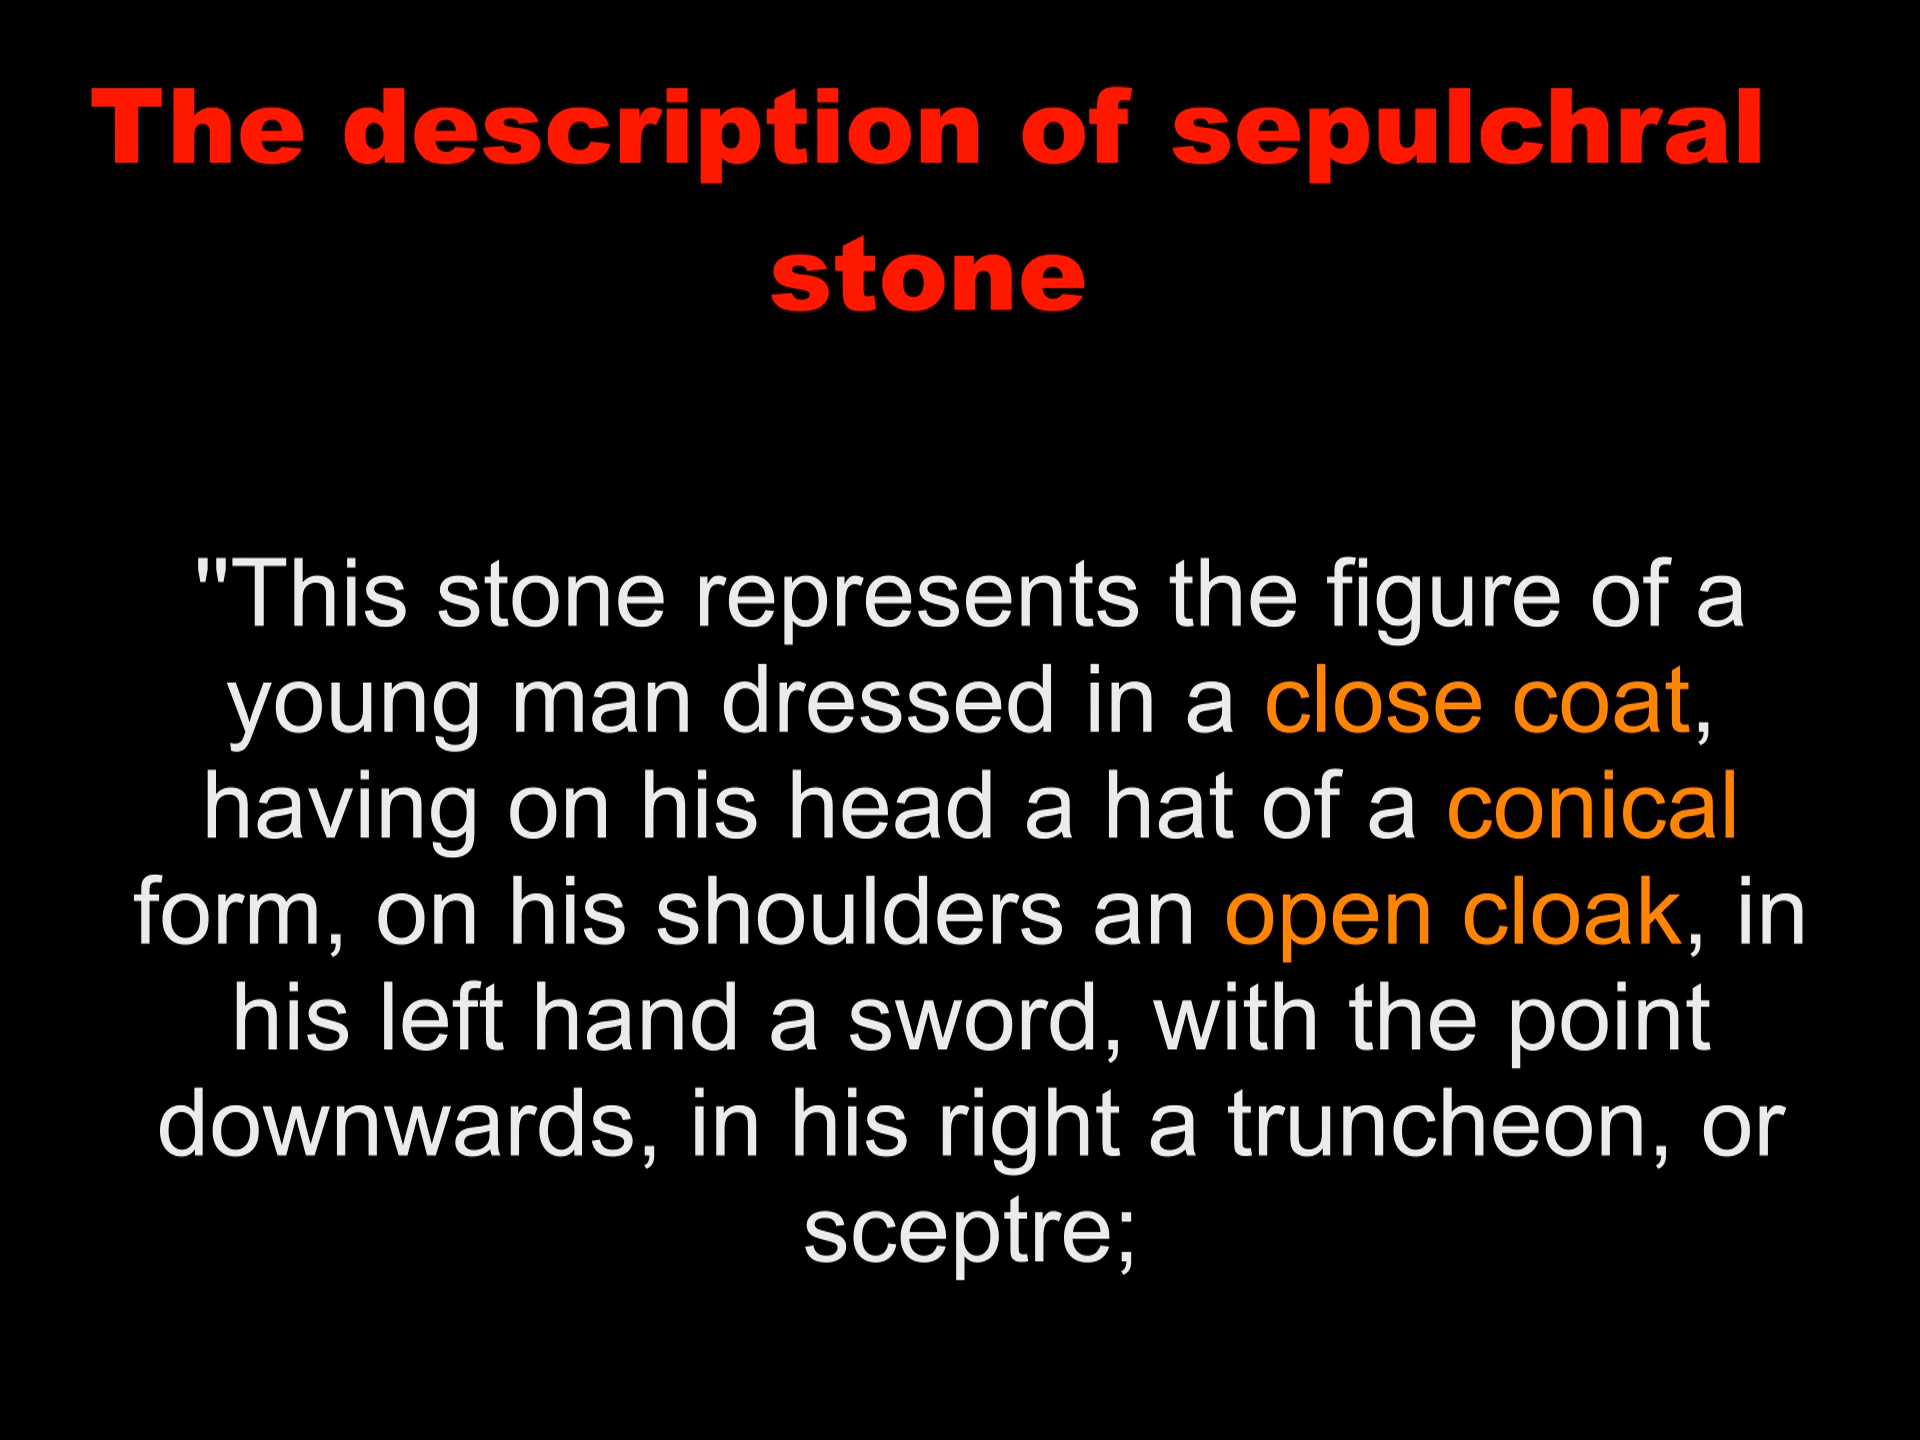 The description of sepulchral
stone
"This stone represents the figure of a
young man dressed in a close coat,
having on his head a hat of a conical
form, on his shoulders an open cloak, in
his left hand a sword, with the point
downwards, in his right a truncheon, or
sceptre;